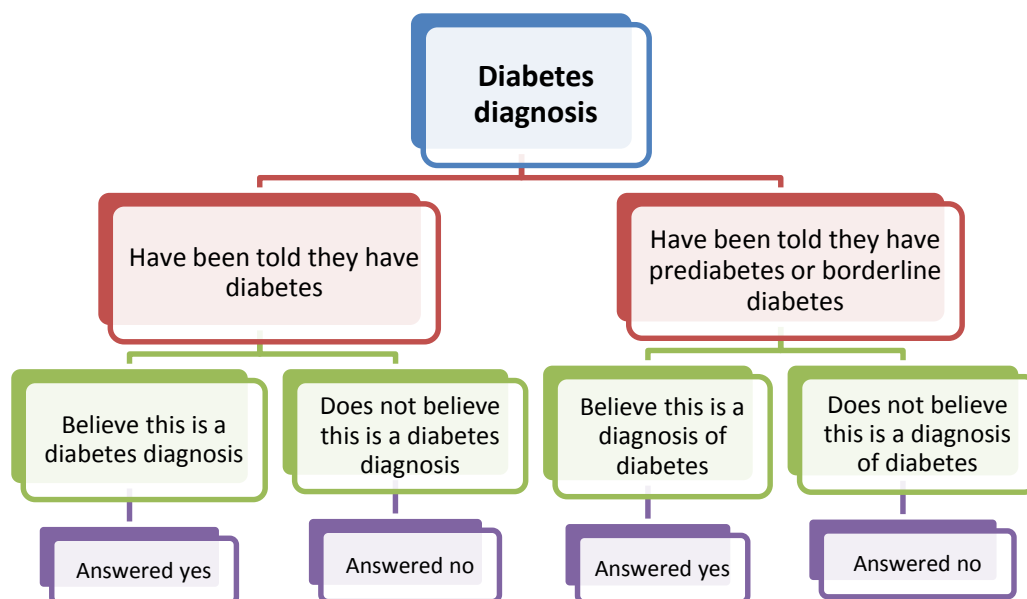 Diabetes
diagnosis
Have been told they have
diabetes
Have been told they have
prediabetes or borderline
diabetes
Believe this is a
diabetes diagnosis
Does not believe
this is a diabetes
diagnosis
Believe this is a
diagnosis of
diabetes
Does not believe
this is a diagnosis
of diabetes
Answered yes
Answered no
Answered yes
Answered no